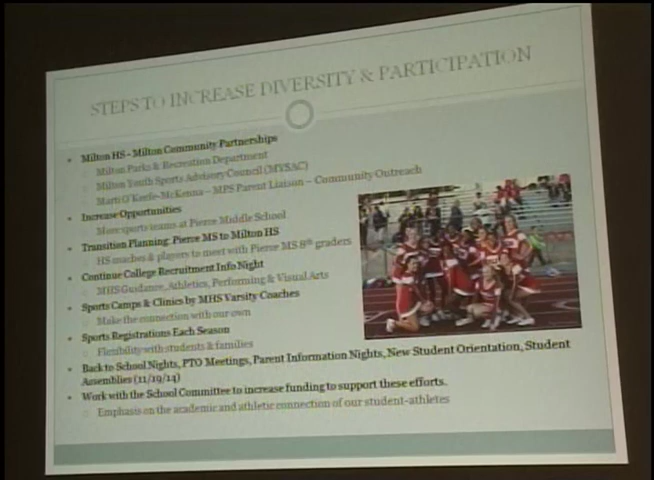 STEPS TO INCREASE DIVERSITY & PARTICIPATION
Milton HS - Milton Community Partnerships
Milton Parks & Recreation Department
Milton Youth Sports Advisory Council (MYSAC)
Marti O'Keefe-McKenna – MPS Parent Liaison – Community Outreach
Increase Opportunities
More sports teams at Pierce Middle School
Transition Planning: Pierce MS to Milton HS
HS coaches & players to meet with Pierce MS 8th graders
Continue College Recruitment Info Night
MHS Guidance, Athletics, Performing & Visual Arts
Sports Camps & Clinics by MHS Varsity Coaches
Make the connection with our own
Sports Registrations Each Season
Flexibility with students & families
Back to School Nights, PTO Meetings, Parent Information Nights, New Student Orientation, Student
Assemblies (11/19/14)
Work with the School Committee to increase funding to support these efforts.
Emphasis on the academic and athletic connection of our student-athletes